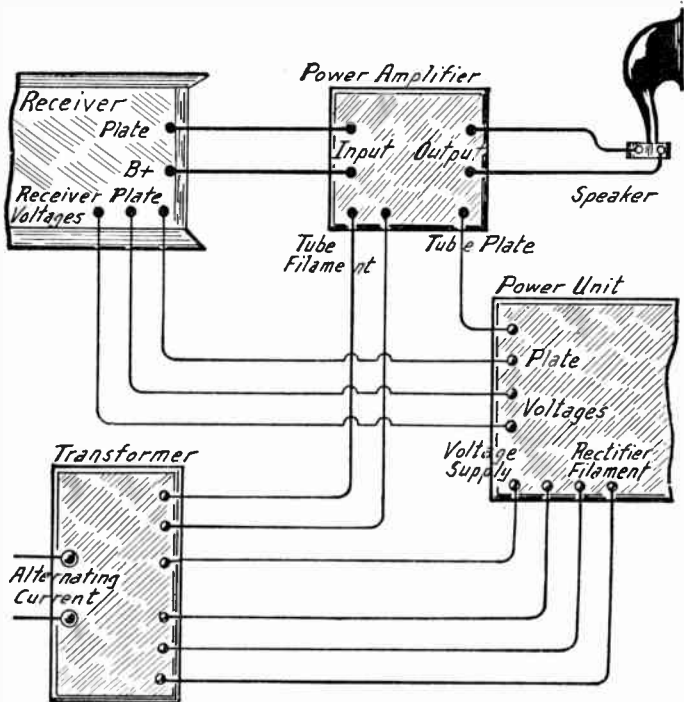 Power Amplifier
Receiver
Plate
Input Output
B+
Receiver Plate
Voltages
Speaker
Tube
Filament
Tube Plate
Power Unit
Plate
Voltages
Transformer
Voltage
Supply
Rectifier
Filament
Alternating
Current